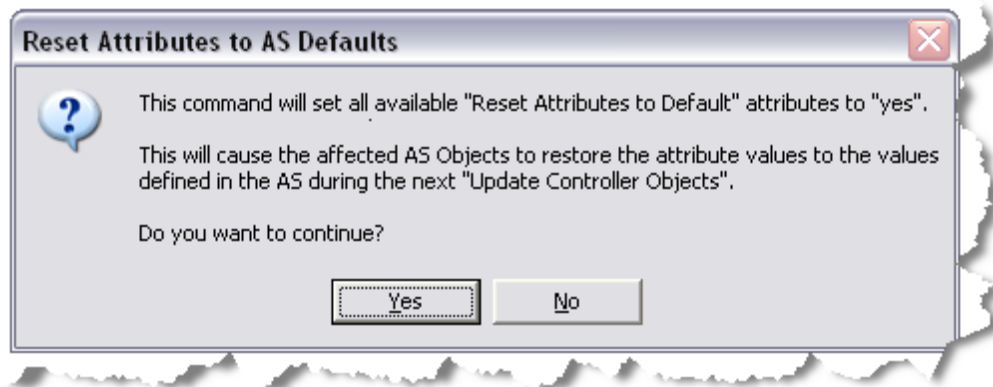 Reset Attributes to AS Defaults
This command will set all available "Reset Attributes to Default" attributes to "yes".
This will cause the affected AS Objects to restore the attribute values to the values
defined in the AS during the next "Update Controller Objects".
Do you want to continue?
Yes
No